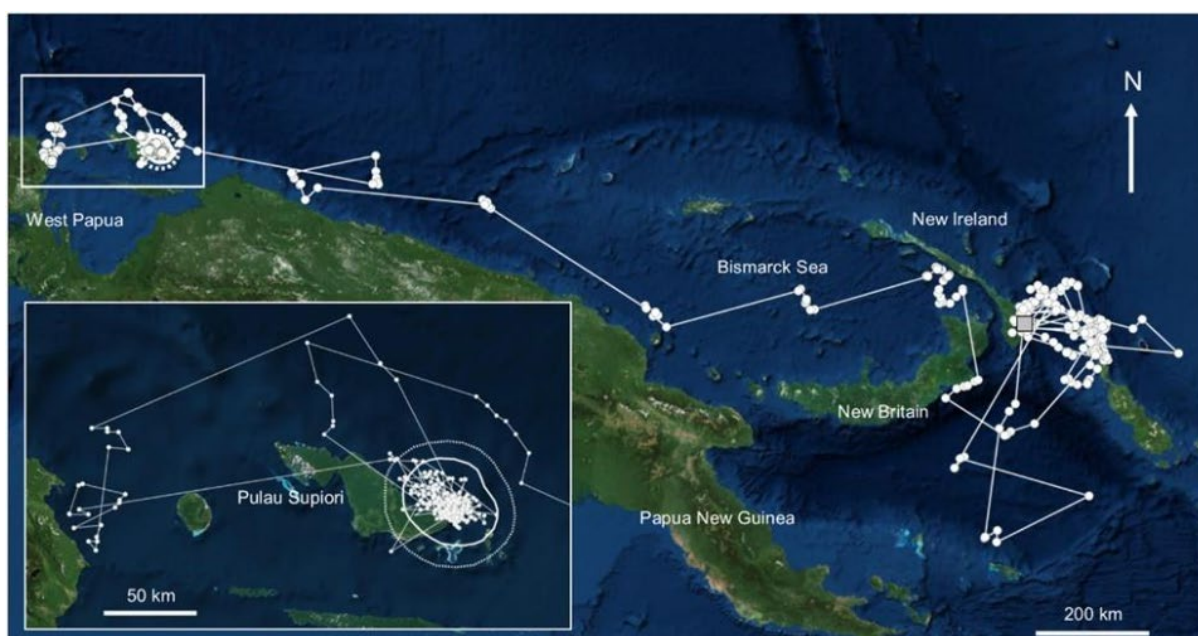 N
West Papua
New Ireland
Bismarck Sea
New Britain
Pulau Supiori
Papua New Guinea
50 km
200 km